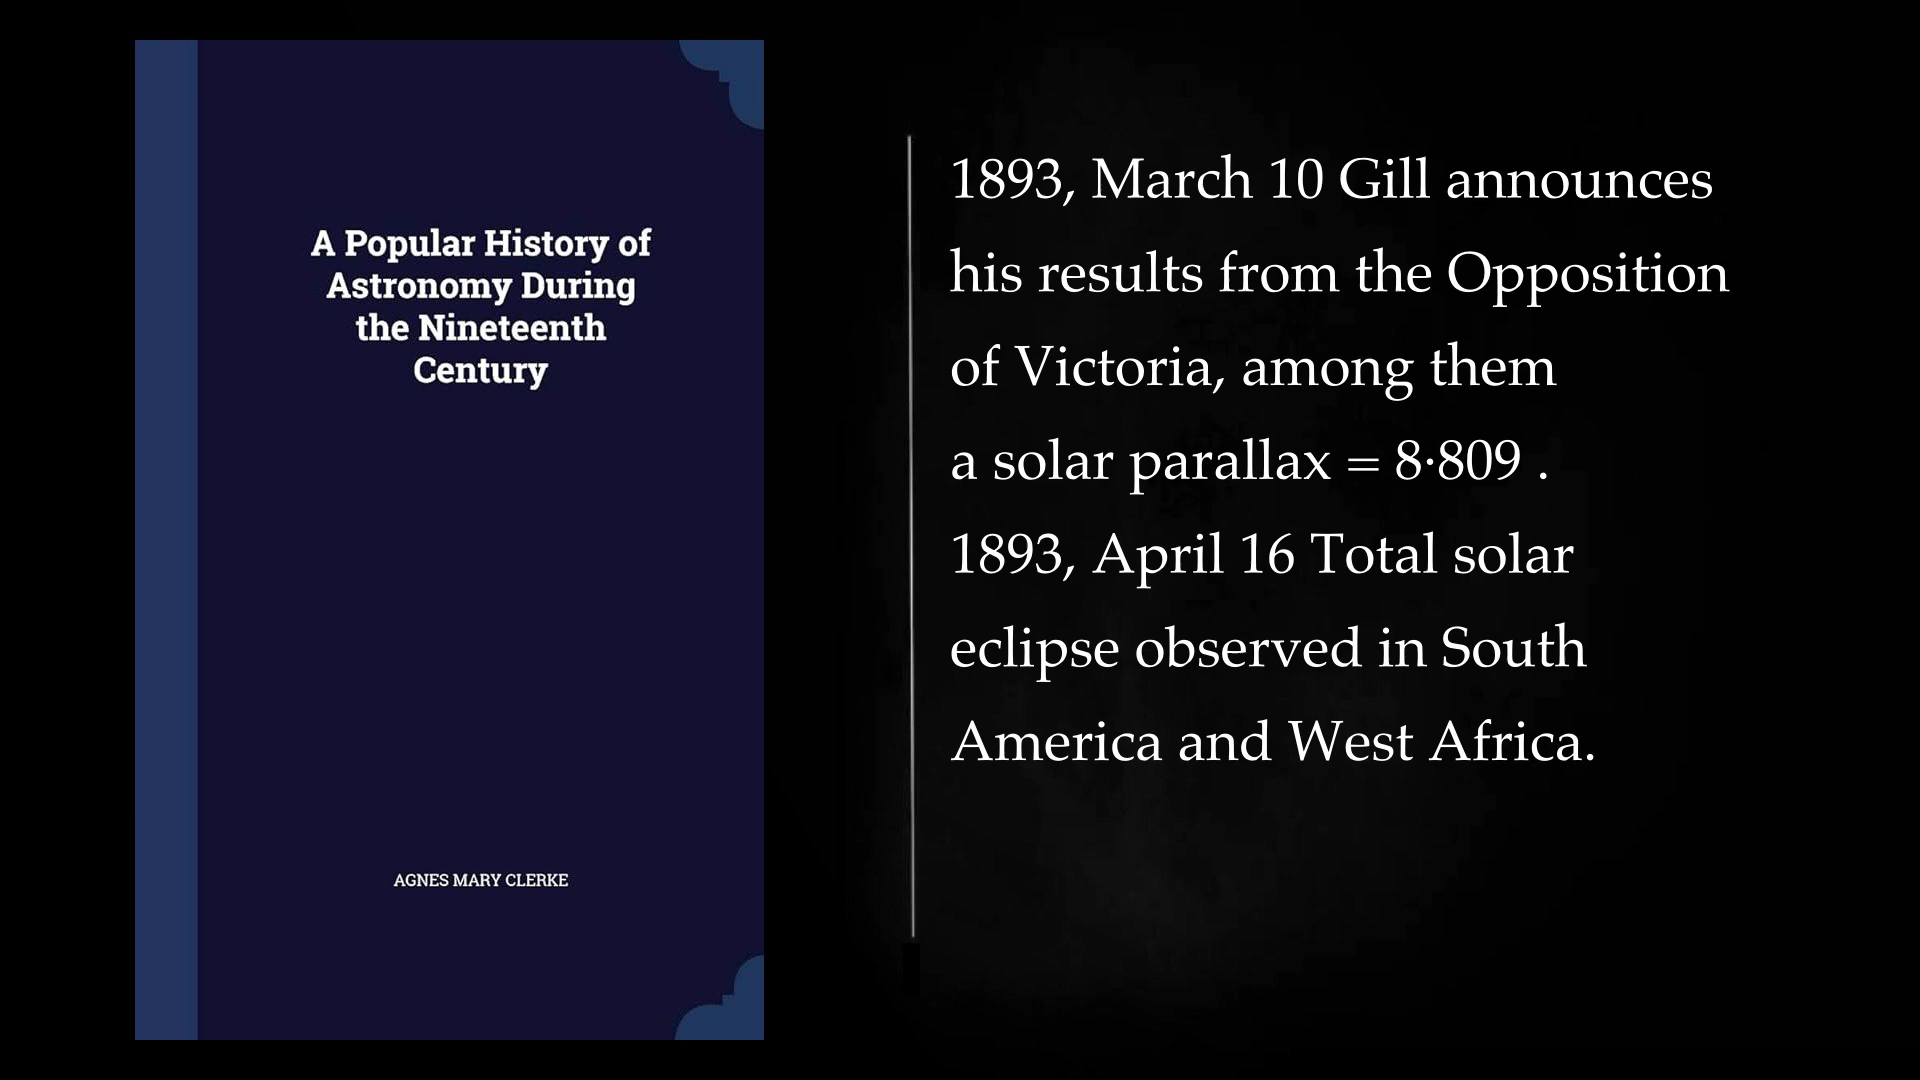 A Popular History of
Astronomy During
the Nineteenth
Century
AGNES MARY CLERKE
1893, March 10 Gill announces
his results from the Opposition
of Victoria, among them
a solar parallax = 8·809 .
1893, April 16 Total solar
eclipse observed in South
America and West Africa.